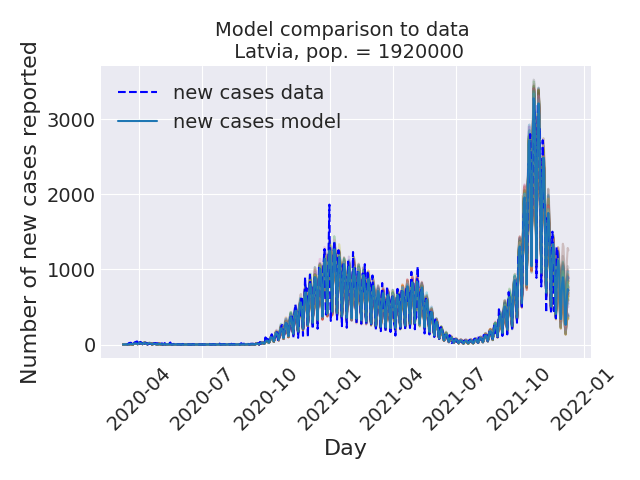 Model comparison to data
Latvia, pop. = 1920000
Number of new cases reported
new cases data
new cases model
3000
2000
1000
0
2020-04
2020-07
2020-10
2021-01
2021-04
2021-07
2021-10
2022-01
Day